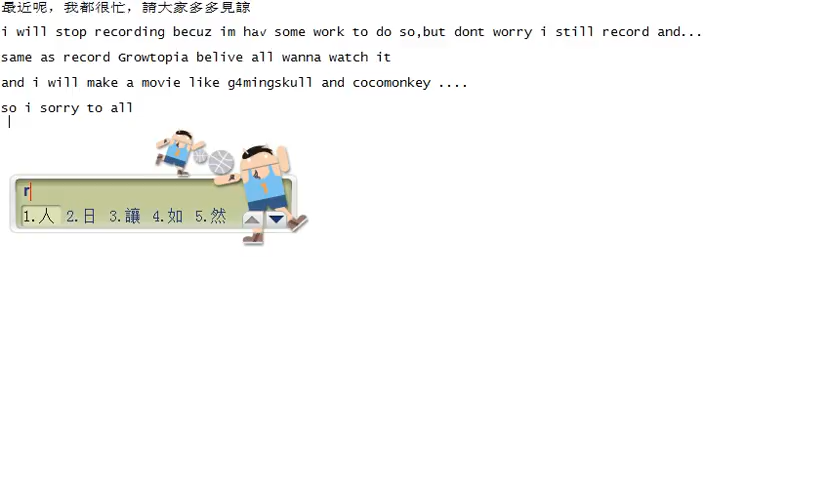 最近呢，我都很忙，請大家多多見諒
i will stop recording becuz im hav some work to do so,but dont worry i still record and...
same as record Growtopia belive all wanna watch it
and i will make a movie like g4mingskull and cocomonkey ....
so i sorry to all
r
1.人 2.日 3.讓 4.如 5.然